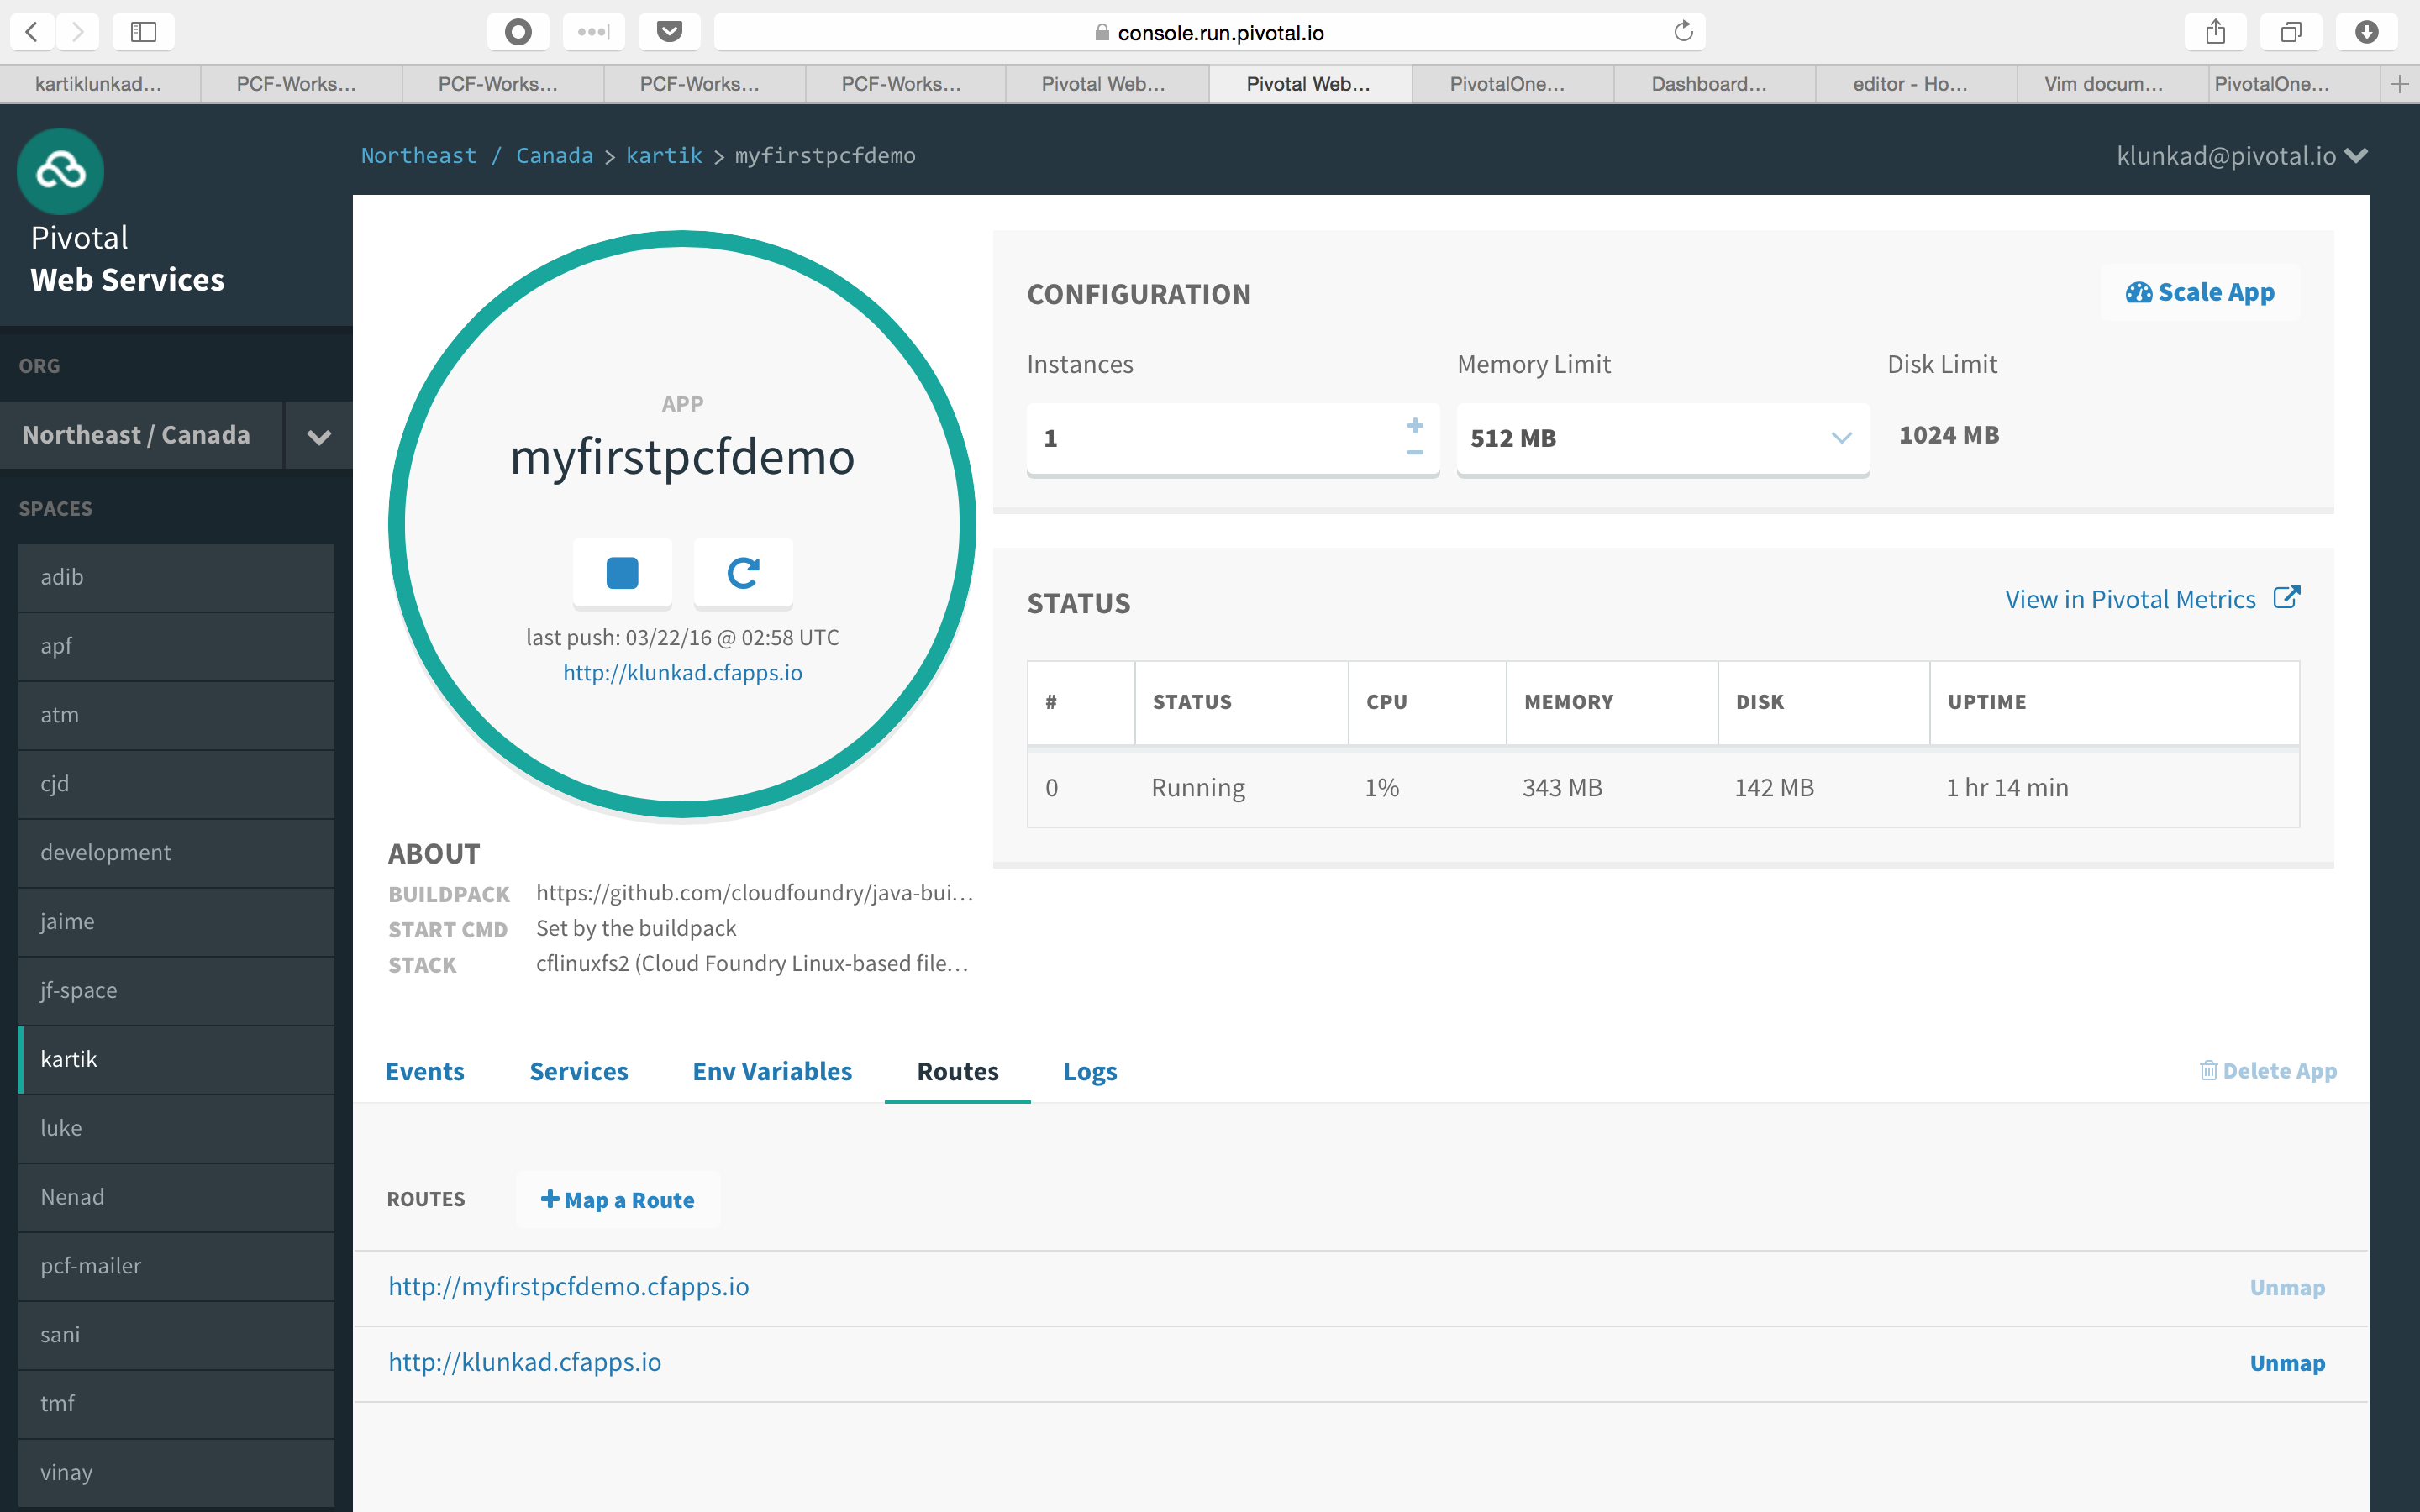 console.run.pivotal.io
kartiklunkad...
PCF-Works...
PCF-Works...
PCF-Works...
PCF-Works...
Pivotal Web...
Pivotal Web...
PivotalOne...
Dashboard...
editor - Ho...
Vim docum...
PivotalOne...
Pivotal
Web Services
Northeast / Canada > kartik > myfirstpcfdemo
klunkad@pivotal.io
ORG
Northeast / Canada
SPACES
adib
apf
atm
cjd
development
jaime
jf-space
kartik
luke
Nenad
pcf-mailer
sani
tmf
vinay
APP
myfirstpcfdemo
last push: 03/22/16 @ 02:58 UTC
http://klunkad.cfapps.io
CONFIGURATION
Scale App
Instances
Memory Limit
Disk Limit
1
512 MB
1024 MB
STATUS
View in Pivotal Metrics
# STATUS CPU MEMORY DISK UPTIME
0 Running 1% 343 MB 142 MB 1 hr 14 min
ABOUT
BUILDPACK https://github.com/cloudfoundry/java-bui...
START CMD Set by the buildpack
STACK cflinuxfs2 (Cloud Foundry Linux-based file...
Events Services Env Variables Routes Logs
Delete App
ROUTES
+ Map a Route
http://myfirstpcfdemo.cfapps.io Unmap
http://klunkad.cfapps.io Unmap